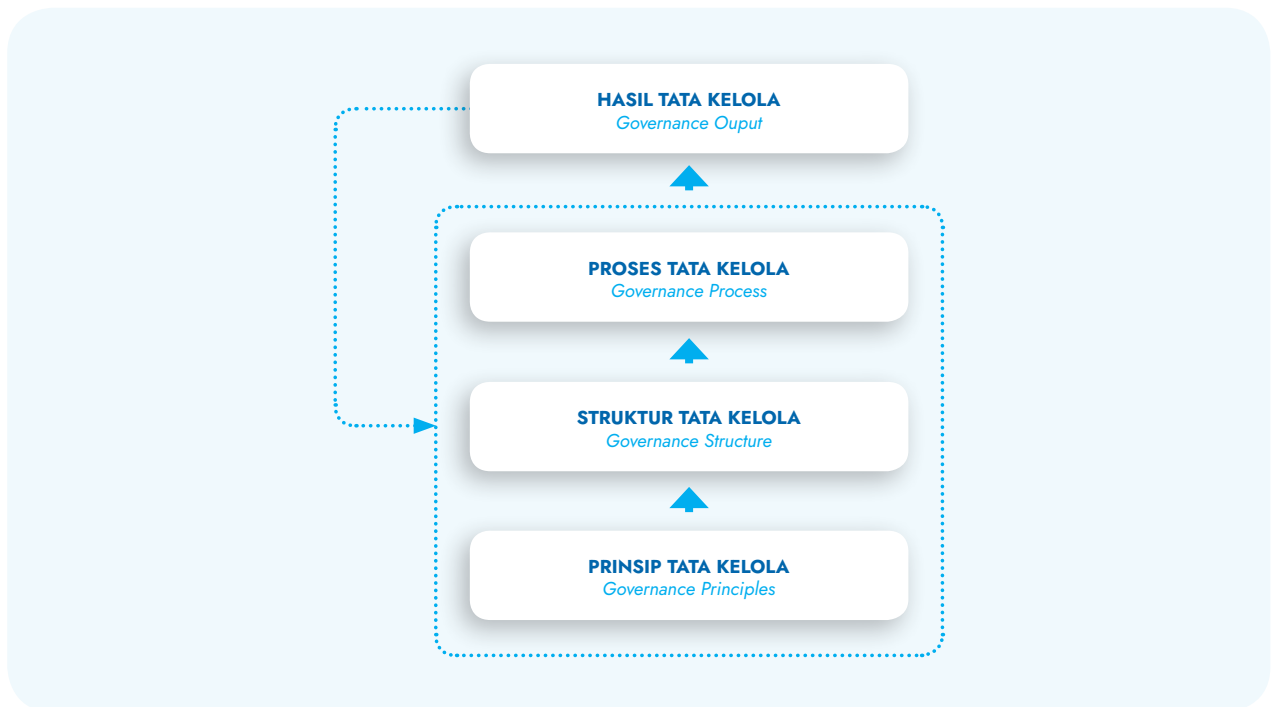 HASIL TATA KELOLA
Governance Ouput
PROSES TATA KELOLA
Governance Process
STRUKTUR TATA KELOLA
Governance Structure
PRINSIP TATA KELOLA
Governance Principles